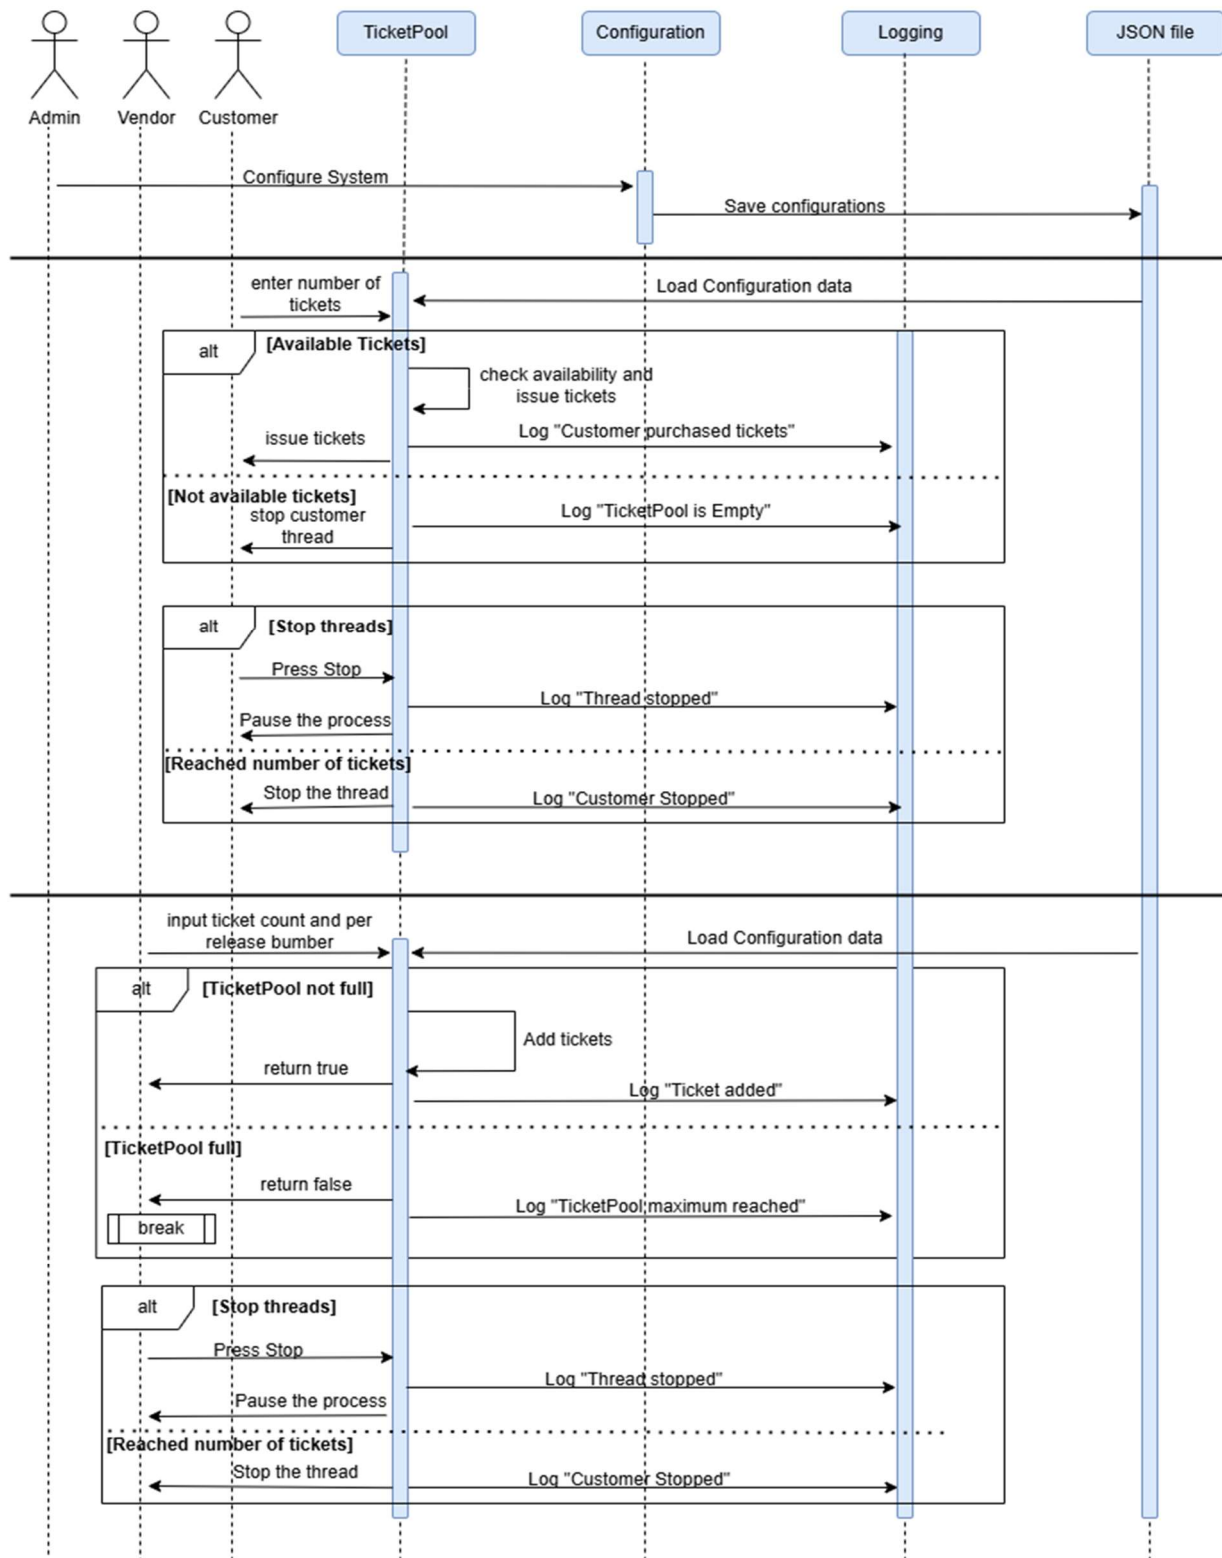 TicketPool
Configuration
Logging
JSON file
Admin
Vendor
Customer
Configure System
Save configurations
enter number of
tickets
Load Configuration data
alt
[Available Tickets]
check availability and
issue tickets
issue tickets
Log "Customer purchased tickets"
[Not available tickets]
stop customer
thread
Log "TicketPool is Empty"
alt
[Stop threads]
Press Stop
Log "Thread stopped"
Pause the process
[Reached number of tickets]
Stop the thread
Log "Customer Stopped"
input ticket count and per
release bumber
Load Configuration data
alt
[TicketPool not full]
Add tickets
return true
Log "Ticket added"
[TicketPool full]
return false
Log "TicketPool maximum reached"
break
alt
[Stop threads]
Press Stop
Log "Thread stopped"
Pause the process
[Reached number of tickets]
Stop the thread
Log "Customer Stopped"